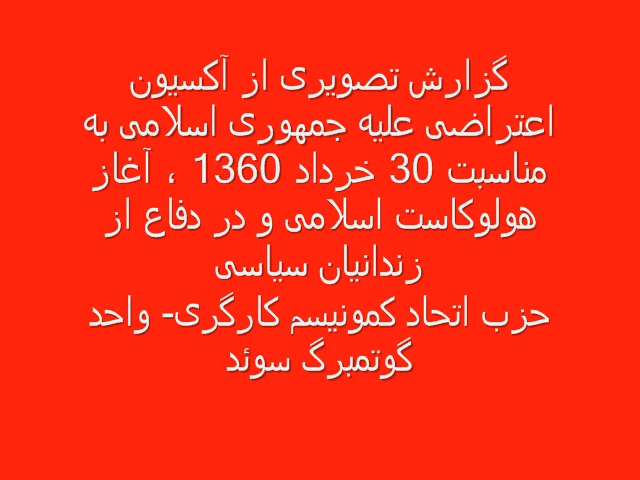 گزارش تصویری از آکسیون
اعتراضی علیه جمهوری اسلامی به
مناسبت 30 خرداد 1360 ، آغاز
هولوکاست اسلامی و در دفاع از
زندانیان سیاسی
حزب اتحاد کمونیسم کارگری- واحد
گوتمبرگ سوئد